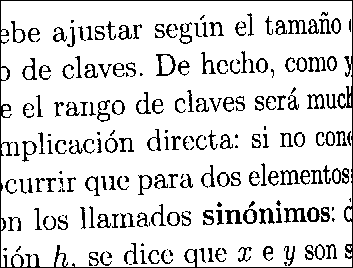 ebe ajustar según el tamaño
o de claves. De hecho, como y
e el rango de claves será much
mplicación directa: si no con
ocurrir que para dos elementos
on los llamados sinónimos:
ión h, se dice que x e y son s